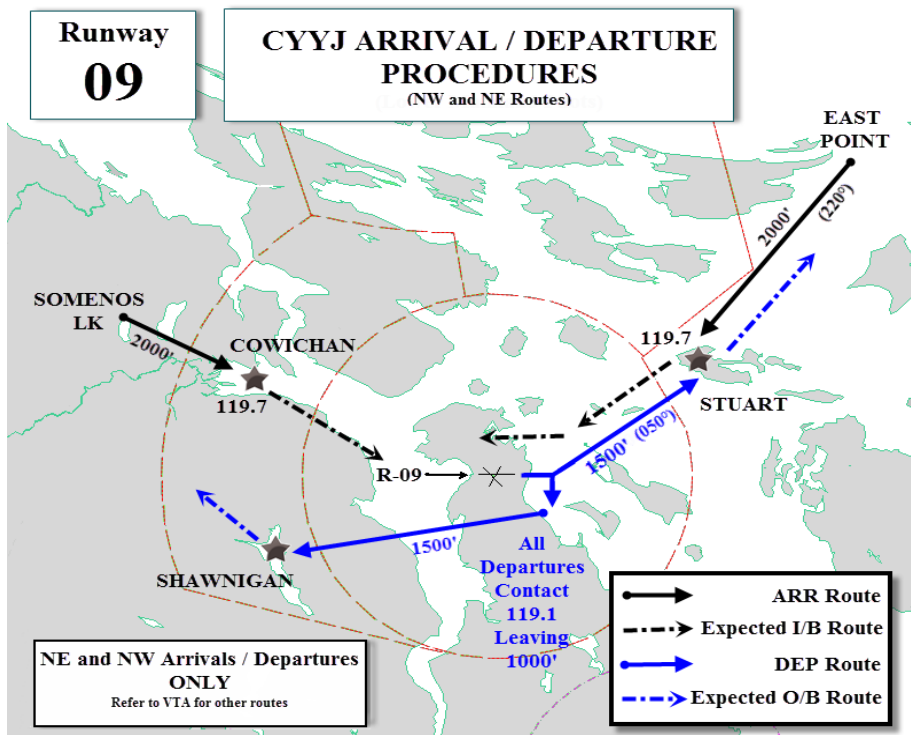 Runway
09
CYYJ ARRIVAL / DEPARTURE
PROCEDURES
(NW and NE Routes)
EAST
POINT
2000'
(220°)
SOMENOS
LK
2000'
COWICHAN
119.7
119.7
STUART
1500' (050°)
R-09
1500'
SHAWNIGAN
All
Departures
Contact
119.1
Leaving
1000'
NE and NW Arrivals / Departures
ONLY
Refer to VTA for other routes
ARR Route
Expected I/B Route
DEP Route
Expected O/B Route